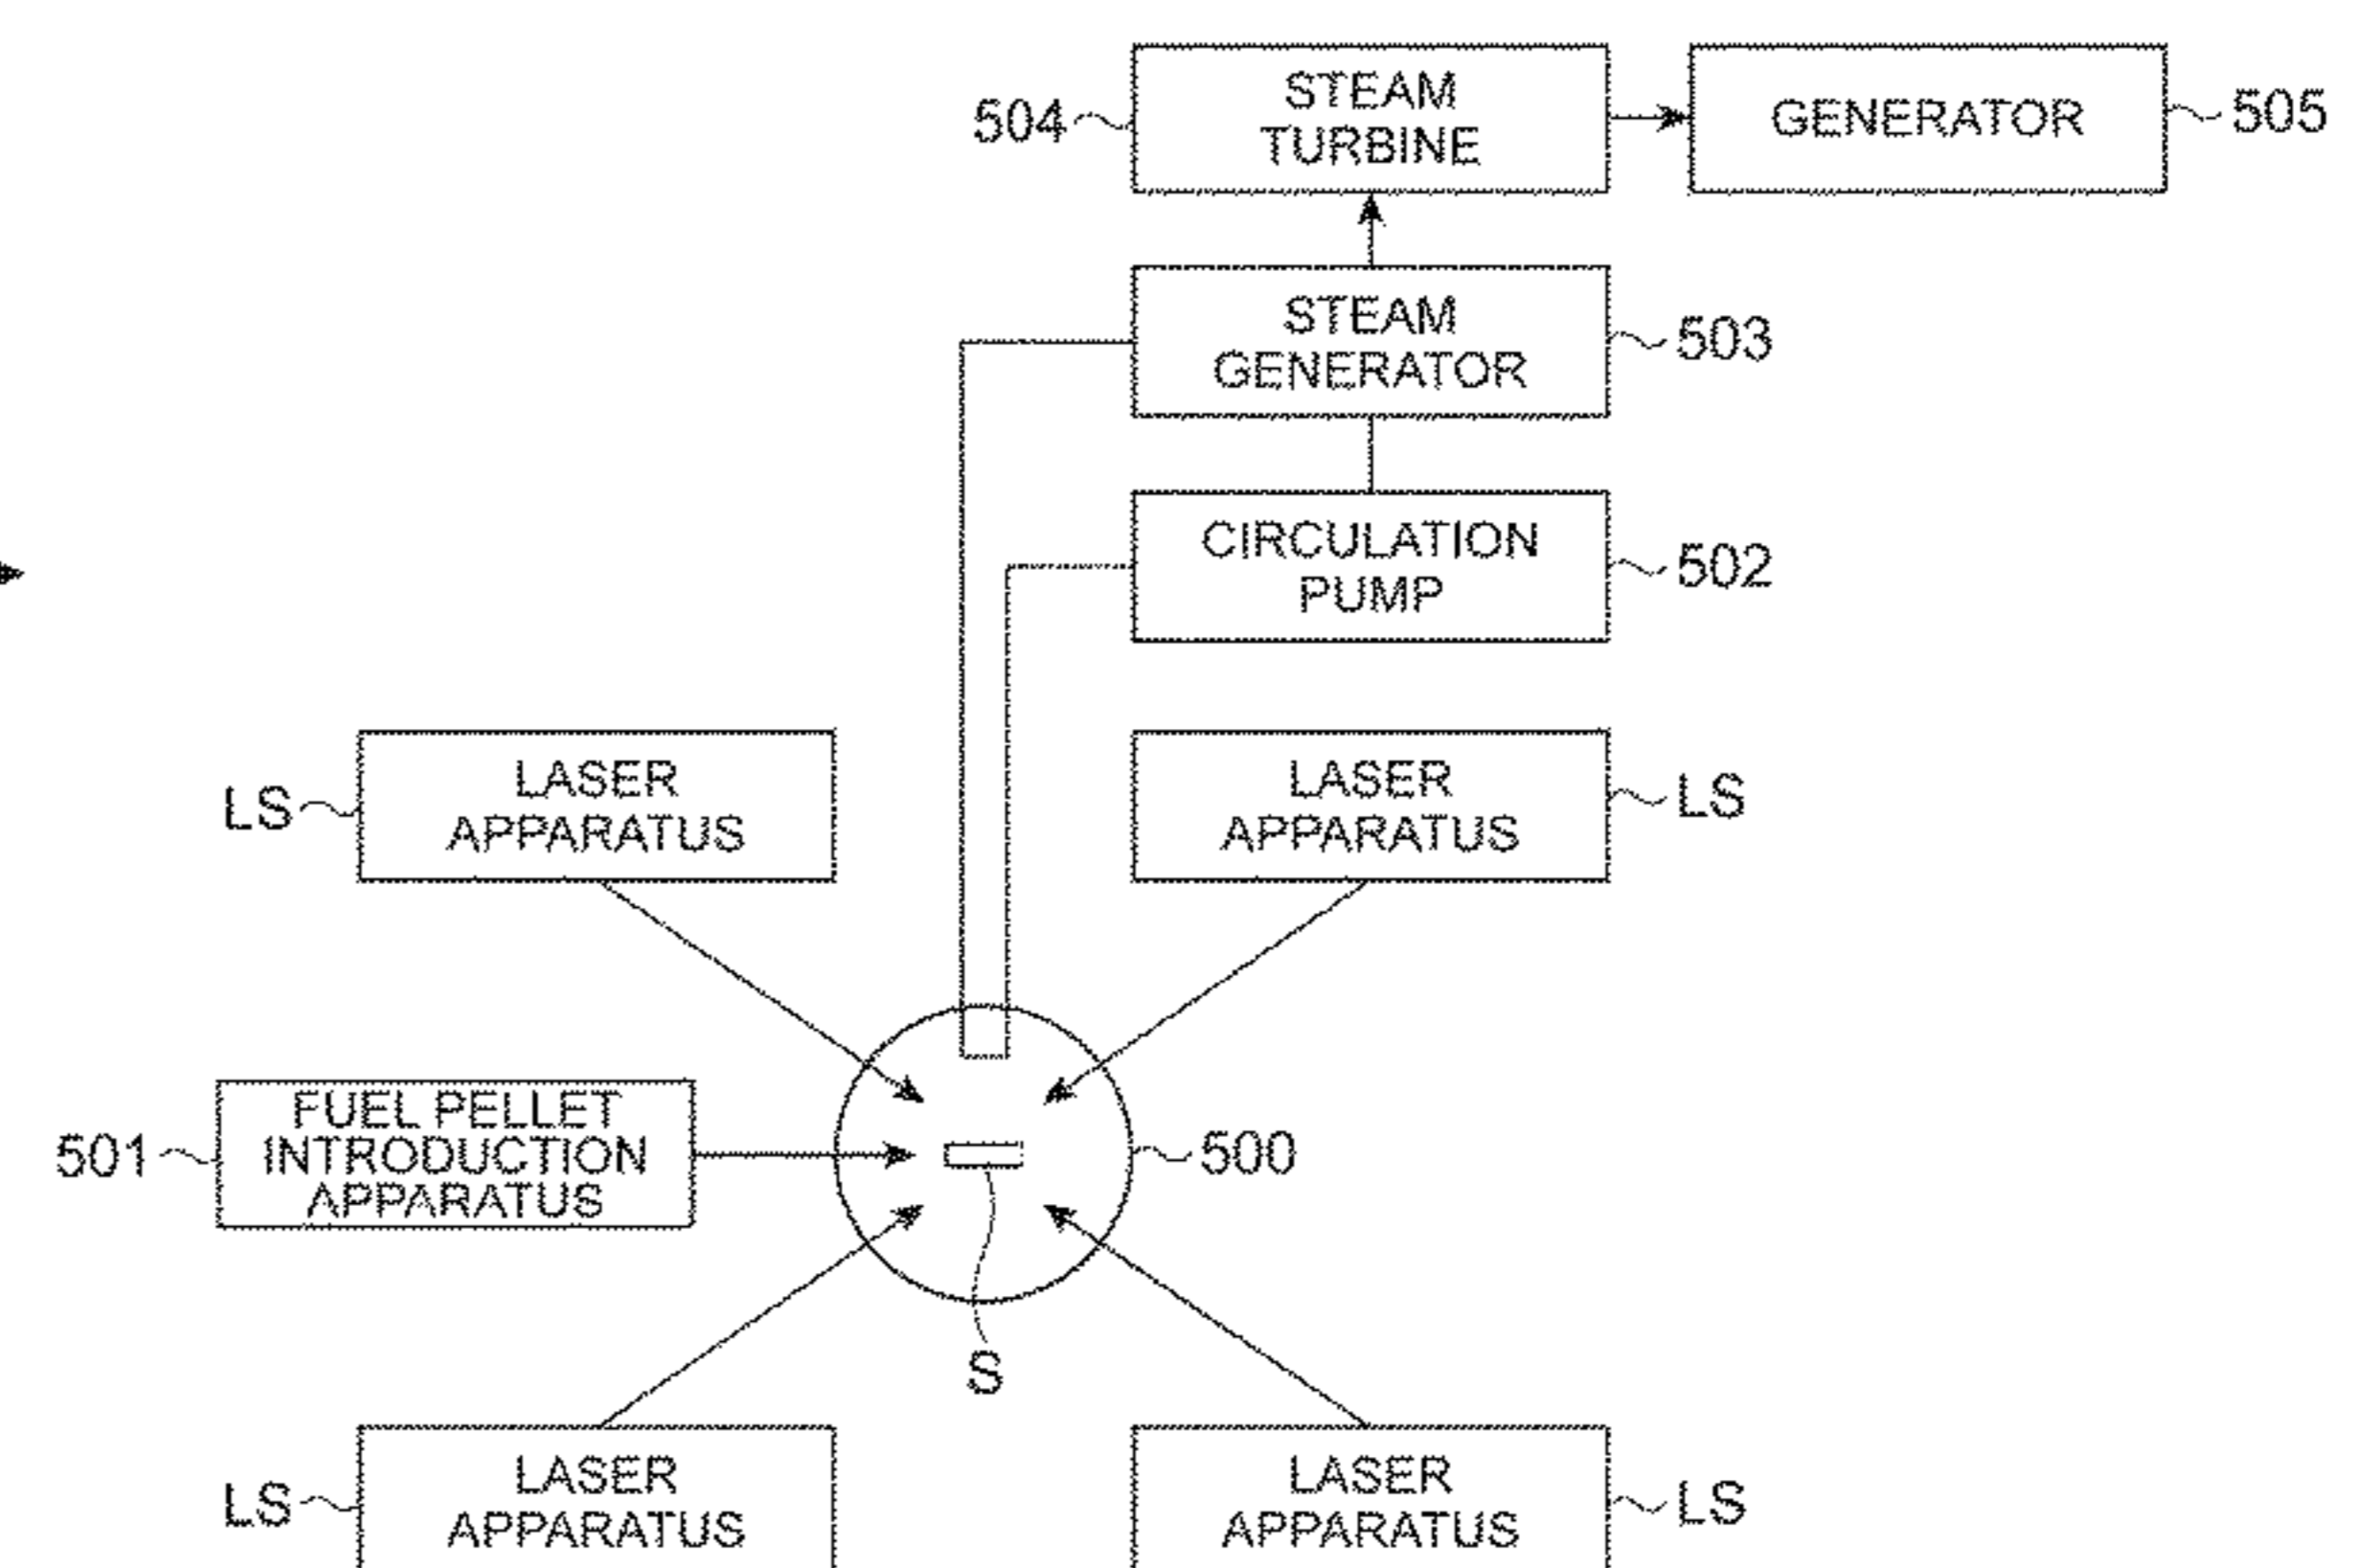 STEAM
TURBINE
504
GENERATOR
505
STEAM
GENERATOR
503
CIRCULATION
PUMP
502
LASER
APPARATUS
LS
LASER
APPARATUS
LS
FUEL PELLET
INTRODUCTION
APPARATUS
501
500
S
LASER
APPARATUS
LS
LASER
APPARATUS
LS